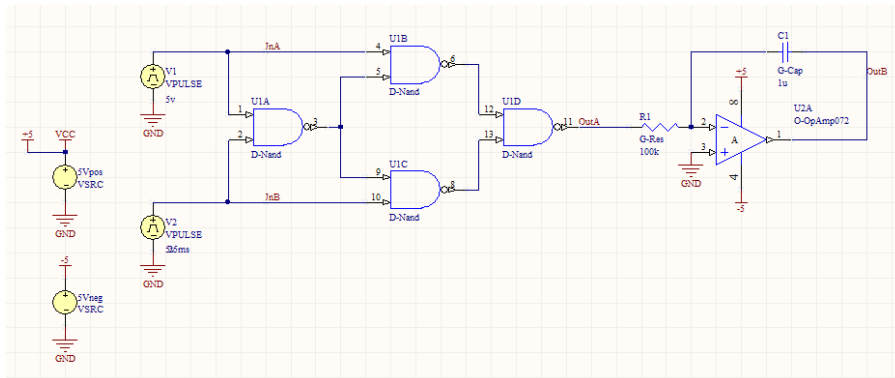 V1
VPULSE
5v
GND
InA
1
2
U1A
3
D-Nand
4
5
U1B
6
D-Nand
9
10
U1C
8
D-Nand
12
13
U1D
11
D-Nand
OutA
R1
G-Res
100k
C1
G-Cap
1u
OutB
+5
8
2
3
A
1
4
-5
U2A
O-OpAmp072
GND
+5
VCC
5Vpos
VSRC
GND
InB
V2
VPULSE
GND
-5
5Vneg
VSRC
GND